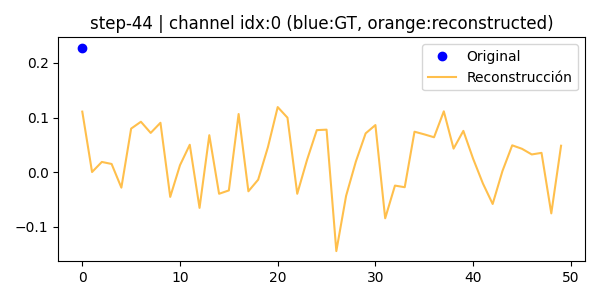 step-44 | channel idx:0 (blue:GT, orange:reconstructed)
Original
Reconstrucción
0.2
0.1
0.0
−0.1
0 10 20 30 40 50